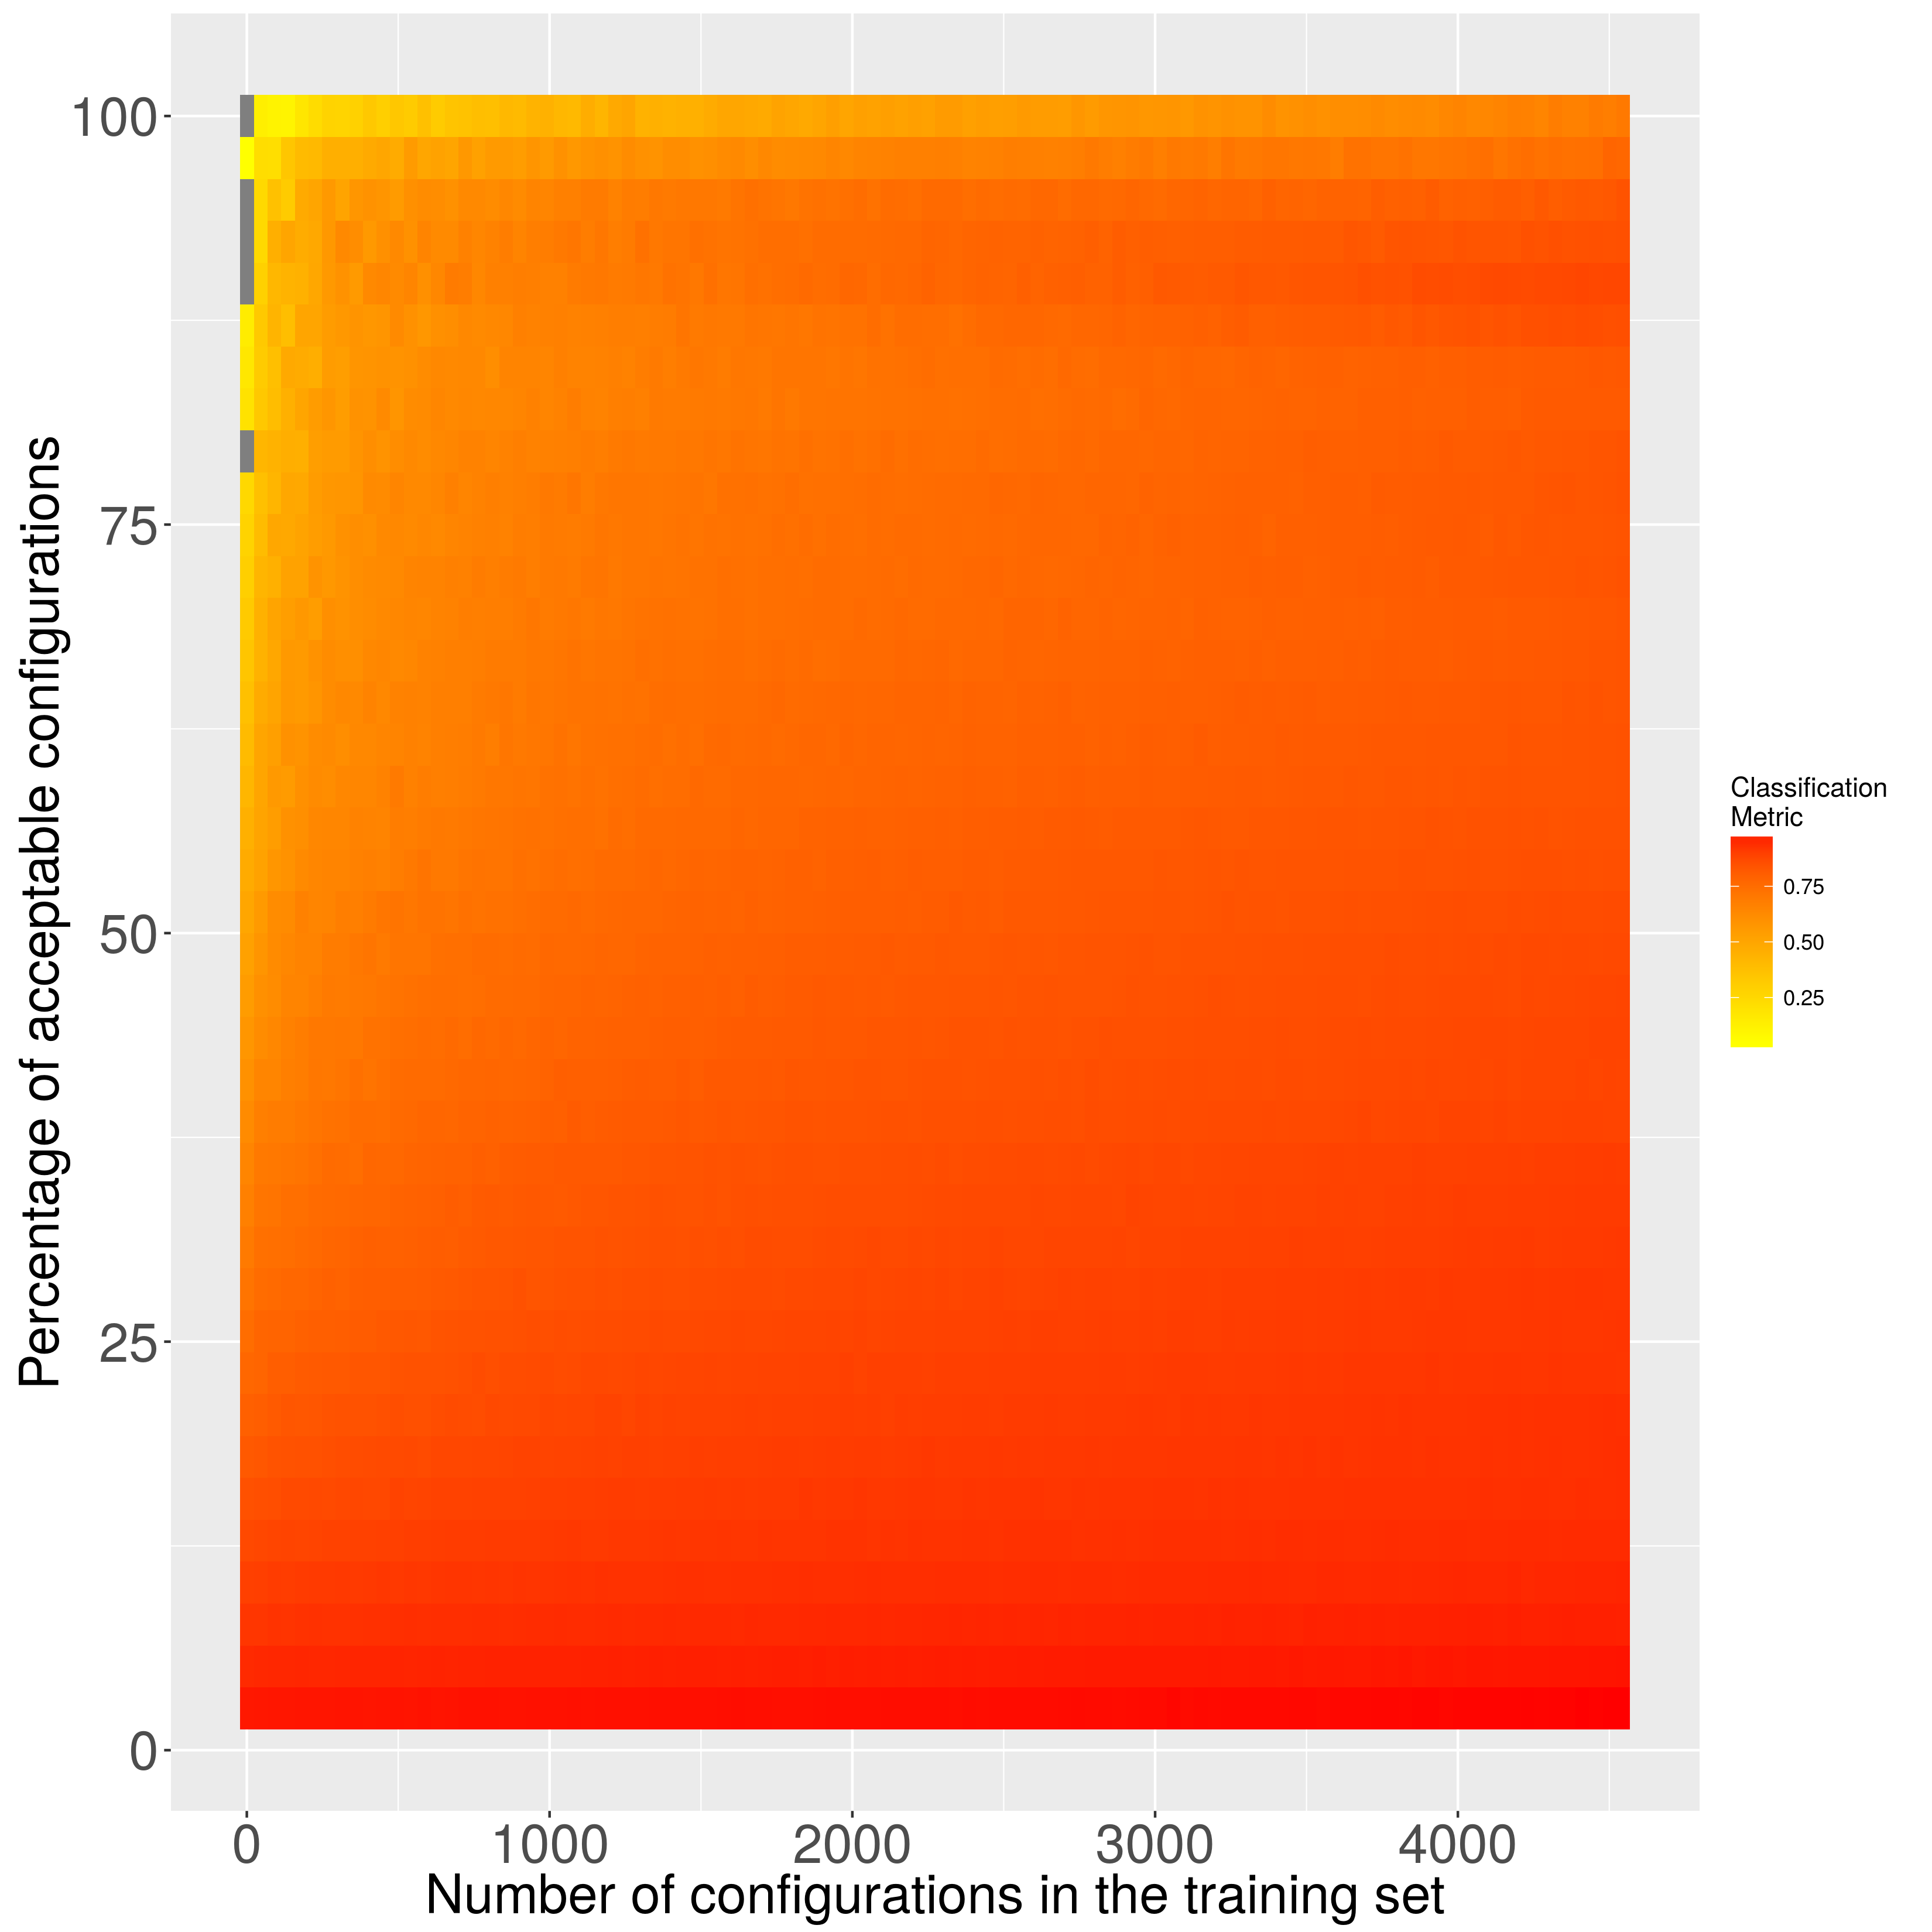 Percentage of acceptable configurations
100
75
50
25
0
0 1000 2000 3000 4000
Number of configurations in the training set
Classification
Metric
0.75
0.50
0.25